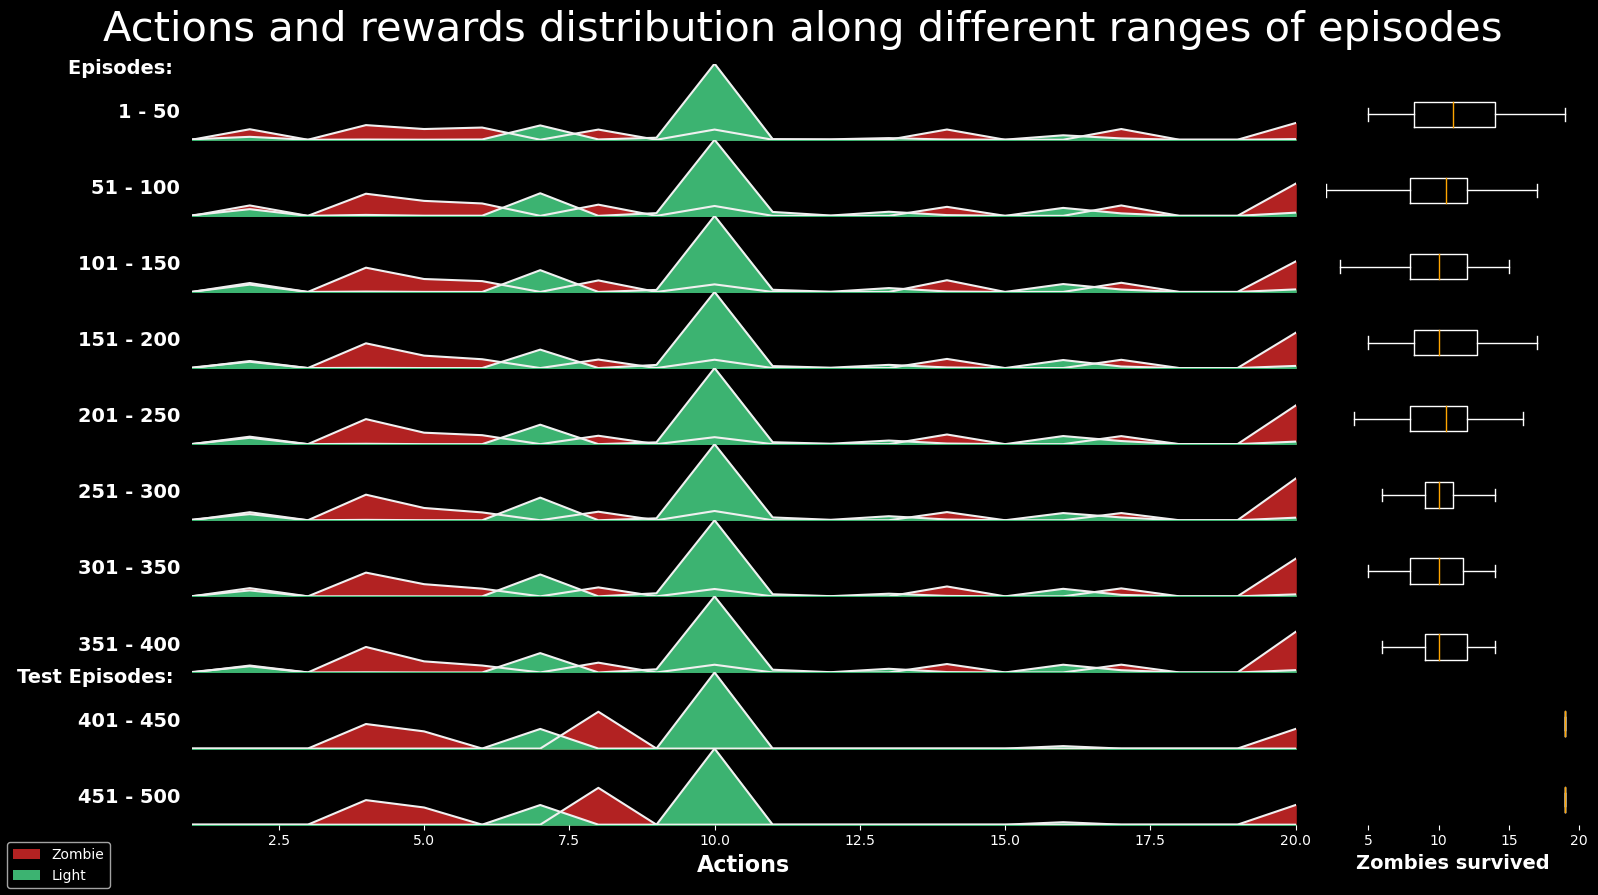 Actions and rewards distribution along different ranges of episodes
Episodes:
1 - 50
51 - 100
101 - 150
151 - 200
201 - 250
251 - 300
301 - 350
351 - 400
Test Episodes:
401 - 450
451 - 500
2.5 5.0 7.5 10.0 12.5 15.0 17.5 20.0
5 10 15 20
Actions
Zombies survived
Zombie
Light